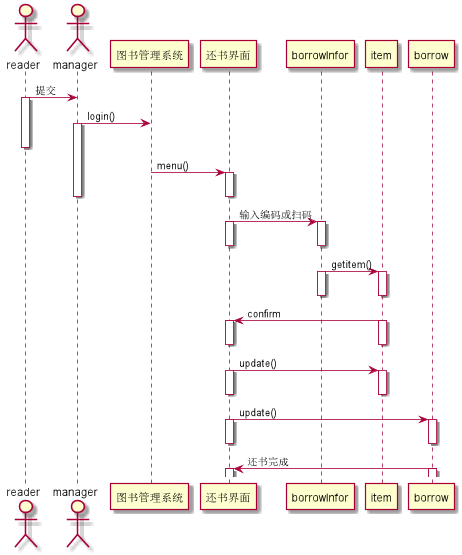 reader
manager
图书管理系统
还书界面
borrowInfor
item
borrow
提交
login()
menu()
输入编码或扫码
getitem()
confirm
update()
update()
还书完成
reader
manager
图书管理系统
还书界面
borrowInfor
item
borrow